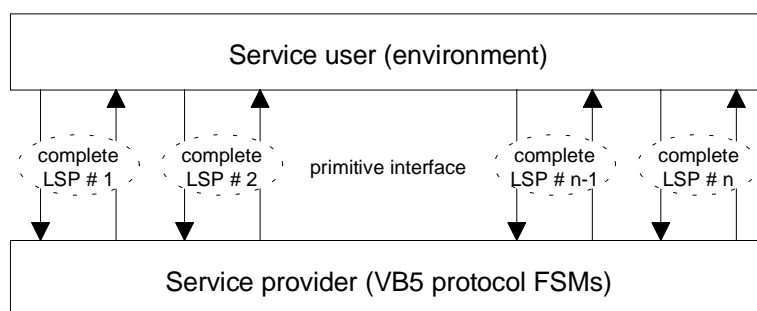 Service user (environment)
complete
LSP # 1
complete
LSP # 2
primitive interface
complete
LSP # n-1
complete
LSP # n
Service provider (VB5 protocol FSMs)